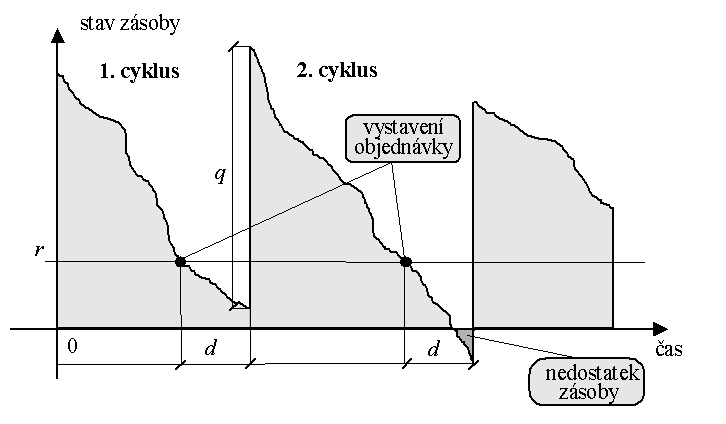 stav zásoby
1. cyklus
2. cyklus
vystavení
objednávky
q
r
0
d
d
čas
nedostatek
zásoby